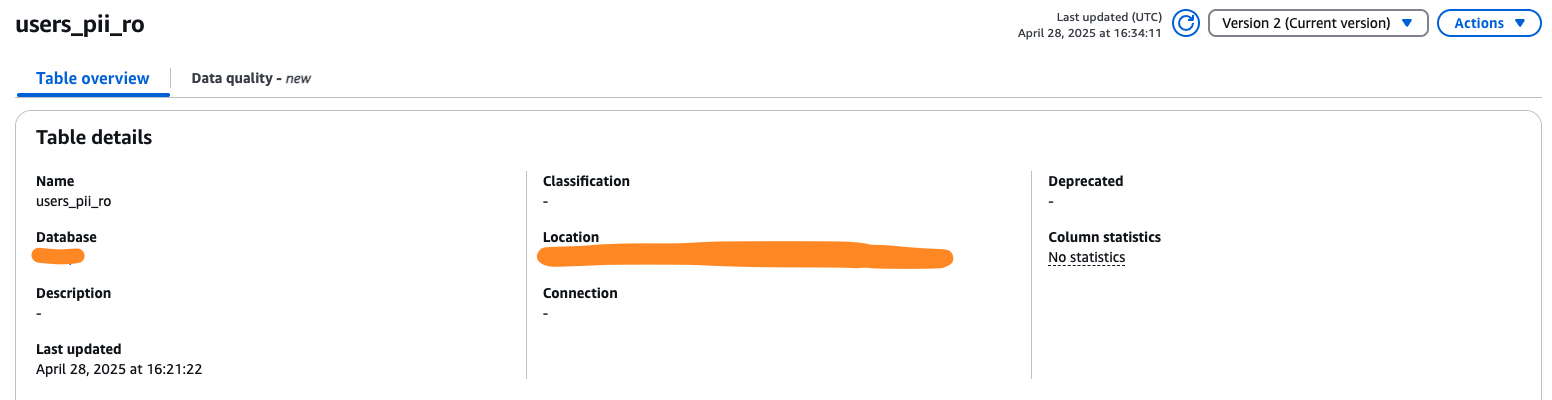 users_pii_ro
Last updated (UTC)
April 28, 2025 at 16:34:11
Version 2 (Current version)
Actions
Table overview
Data quality - new
Table details
Name
users_pii_ro
Database
Description
-
Last updated
April 28, 2025 at 16:21:22
Classification
-
Location
Connection
-
Deprecated
-
Column statistics
No statistics